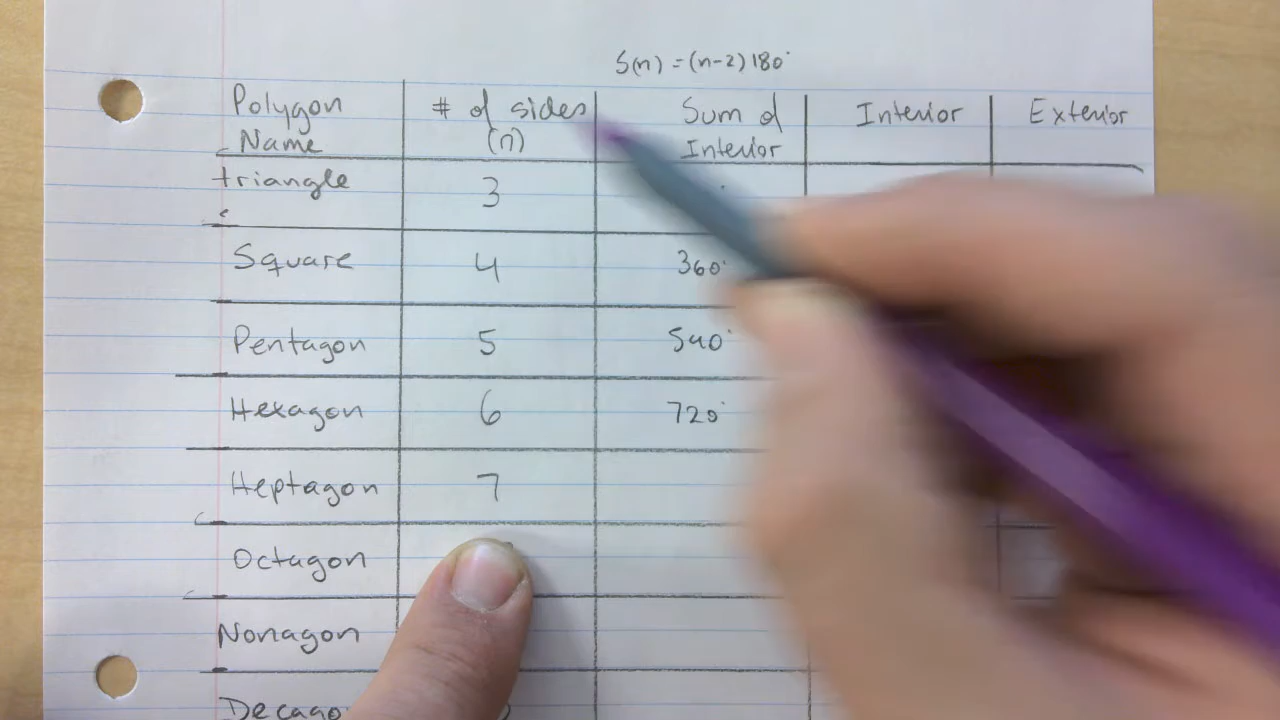 S(n) = (n-2) 180°
Polygon Name # of sides (n) Sum of Interior Interior Exterior
triangle 3
Square 4 360°
Pentagon 5 540°
Hexagon 6 720°
Heptagon 7
Octagon
Nonagon